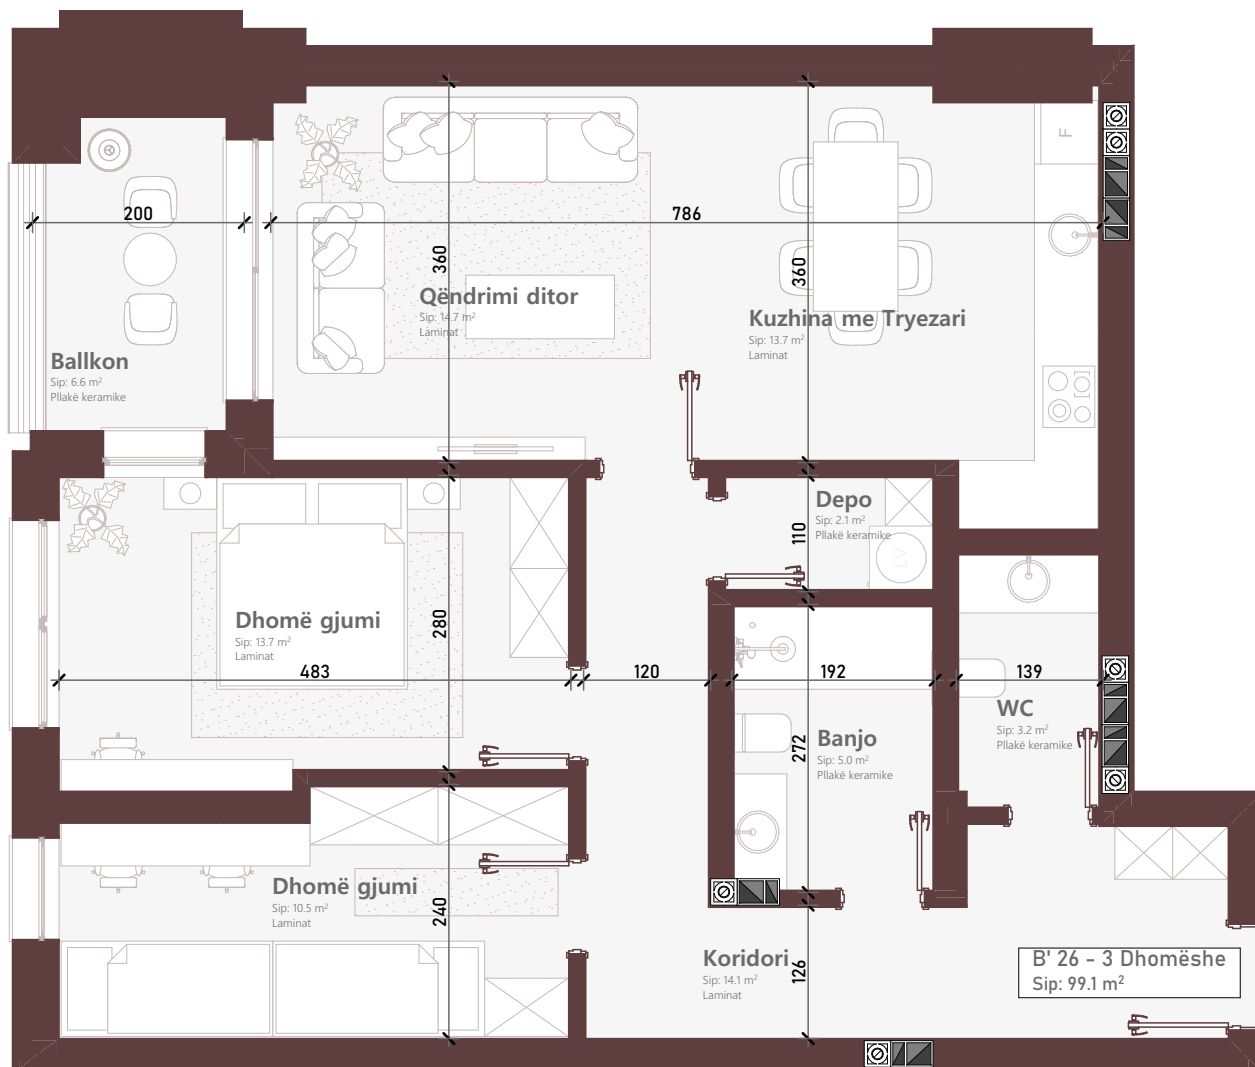 F
200
786
360
360
Qëndrimi ditor
Sip: 14.7 m²
Laminat
Kuzhina me Tryezari
Sip: 13.7 m²
Laminat
Ballkon
Sip: 6.6 m²
Pllakë keramike
Depo
Sip: 2.1 m²
Pllakë keramike
110
LV
Dhomë gjumi
Sip: 13.7 m²
Laminat
280
483
120
192
139
WC
Sip: 3.2 m²
Pllakë keramike
Banjo
Sip: 5.0 m²
Pllakë keramike
272
Dhomë gjumi
Sip: 10.5 m²
Laminat
240
Koridori
Sip: 14.1 m²
Laminat
126
B' 26 - 3 Dhomëshe
Sip: 99.1 m²